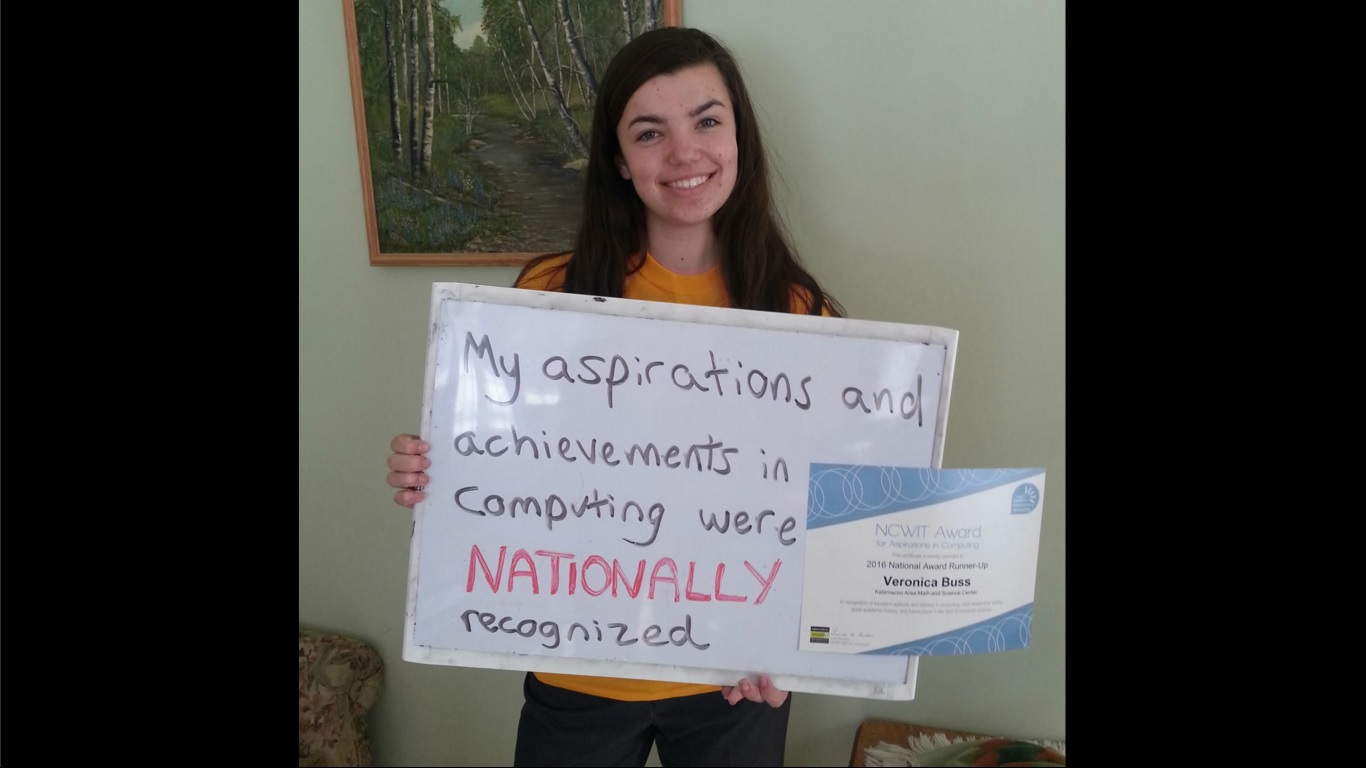 My aspirations and
achievements in
computing were
NATIONALLY
recognized
NCWIT Award
for Aspirations in Computing
This certificate is hereby awarded to
2016 National Award Runner-Up
Veronica Buss
Kalamazoo Area Math and Science Center